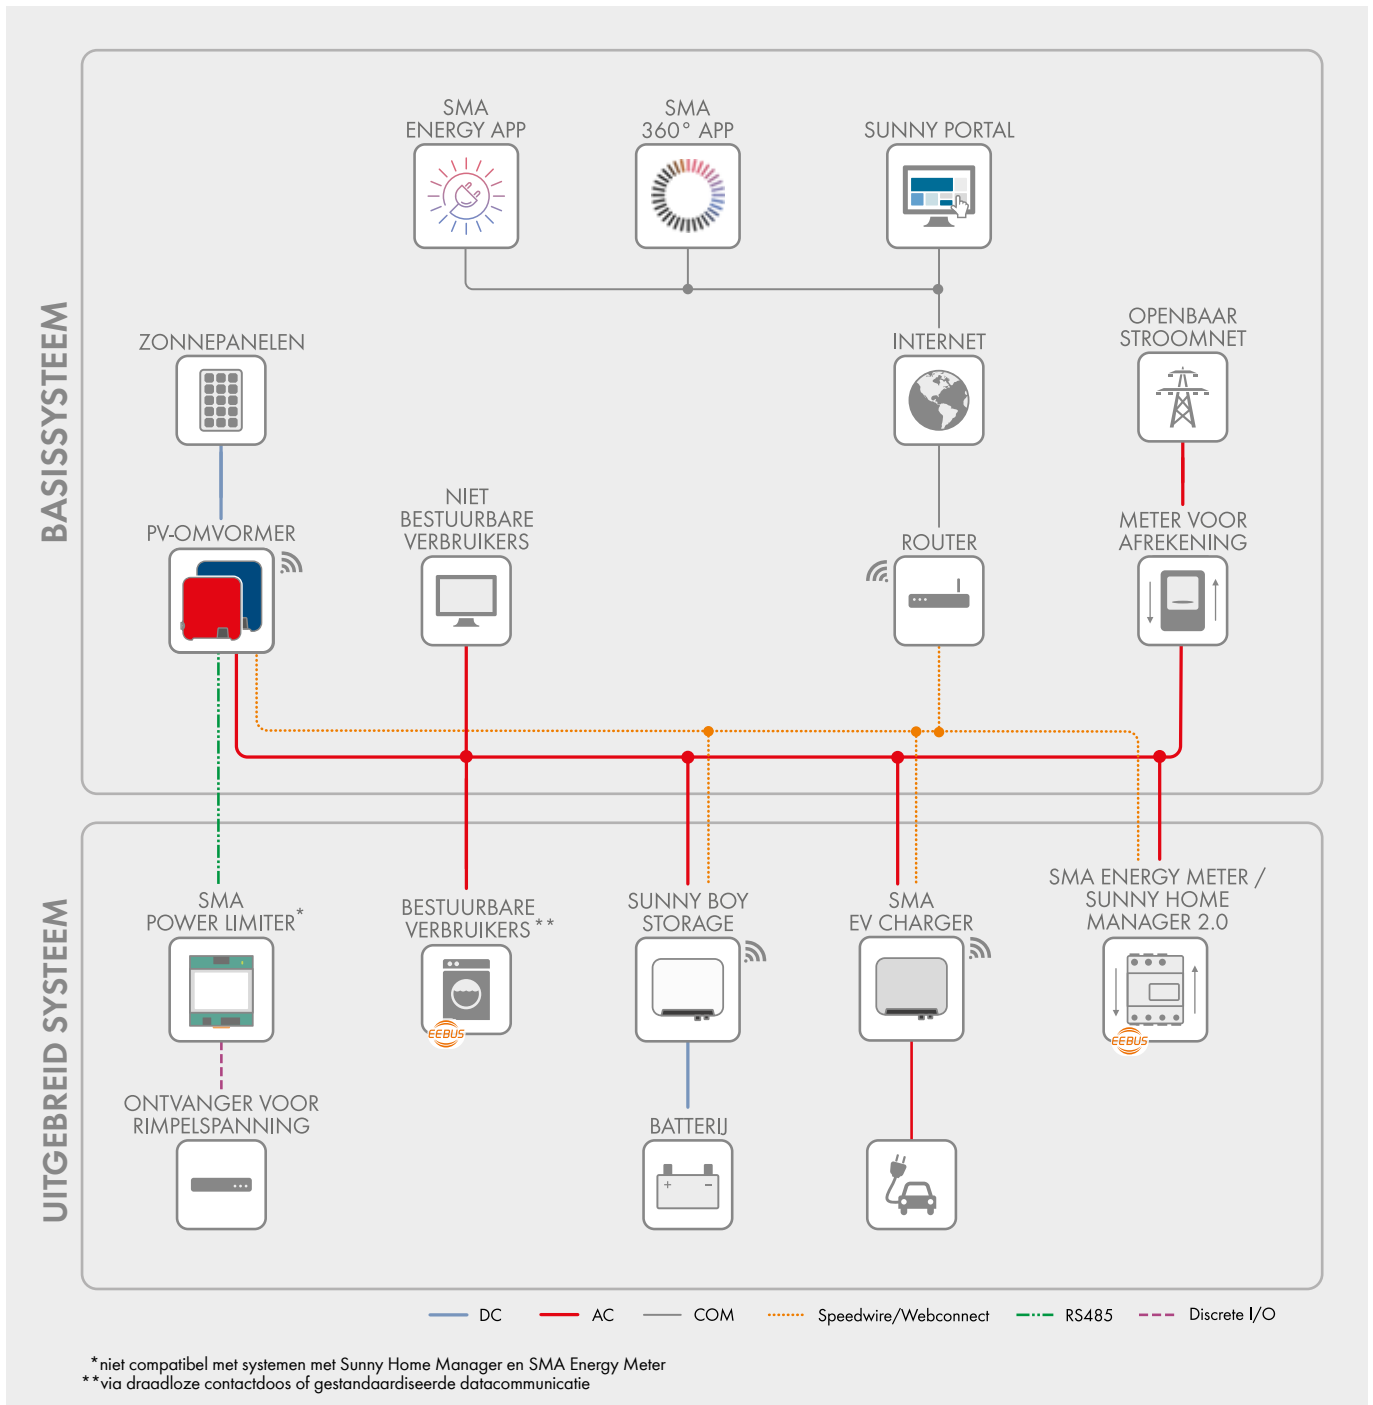 BASISSYSTEEM
SMA
ENERGY APP
SMA
360° APP
SUNNY PORTAL
ZONNEPANELEN
INTERNET
OPENBAAR
STROOMNET
PV-OMVORMER
NIET
BESTUURBARE
VERBRUIKERS
ROUTER
METER VOOR
AFREKENING
UITGEBREID SYSTEEM
SMA
POWER LIMITER*
BESTUURBARE
VERBRUIKERS**
EEBUS
SUNNY BOY
STORAGE
SMA
EV CHARGER
SMA ENERGY METER /
SUNNY HOME
MANAGER 2.0
EEBUS
ONTVANGER VOOR
RIMPELSPANNING
BATTERIJ
+ −
DC
AC
COM
Speedwire/Webconnect
RS485
Discrete I/O
*niet compatibel met systemen met Sunny Home Manager en SMA Energy Meter
**via draadloze contactdoos of gestandaardiseerde datacommunicatie